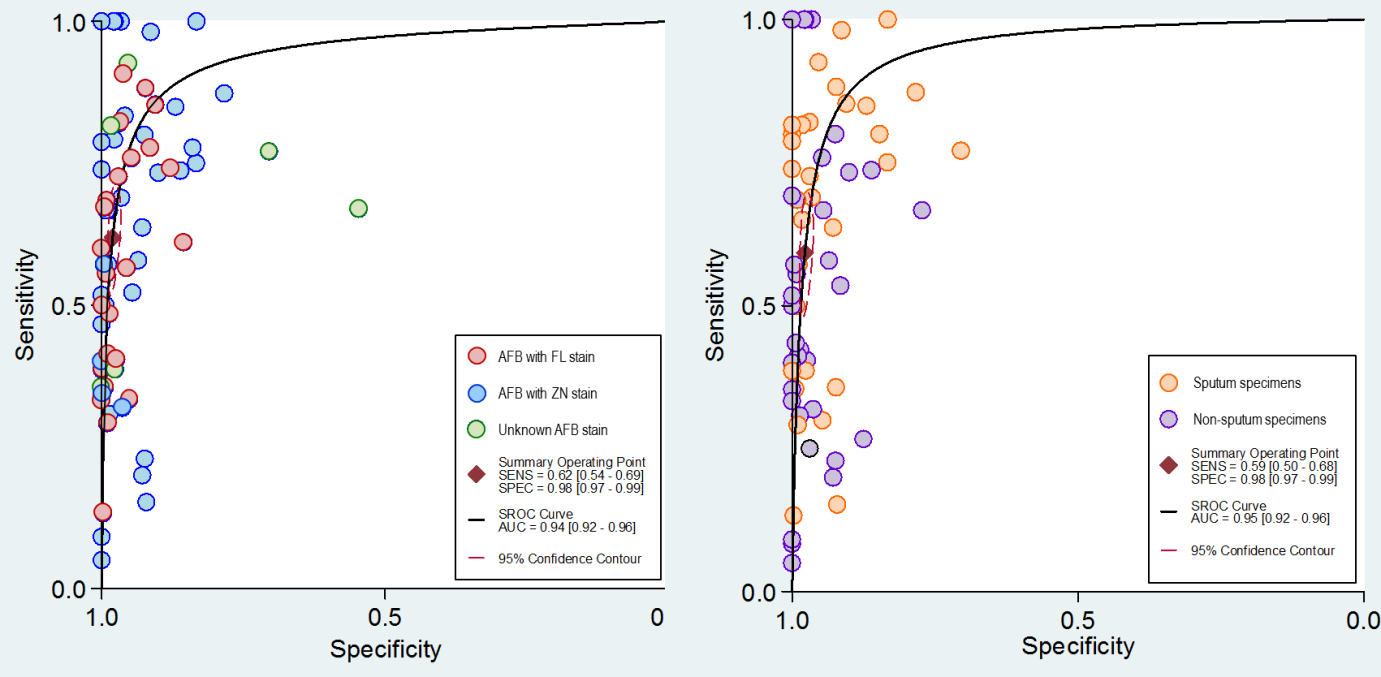 1.0
0.5
0.0
Sensitivity
1.0
0.5
0
Specificity
AFB with FL stain
AFB with ZN stain
Unknown AFB stain
Summary Operating Point
SENS = 0.62 [0.54 - 0.69]
SPEC = 0.98 [0.97 - 0.99]
SROC Curve
AUC = 0.94 [0.92 - 0.96]
95% Confidence Contour
1.0
0.5
0.0
Sensitivity
1.0
0.5
0.0
Specificity
Sputum specimens
Non-sputum specimens
Summary Operating Point
SENS = 0.59 [0.50 - 0.68]
SPEC = 0.98 [0.97 - 0.99]
SROC Curve
AUC = 0.95 [0.92 - 0.96]
95% Confidence Contour